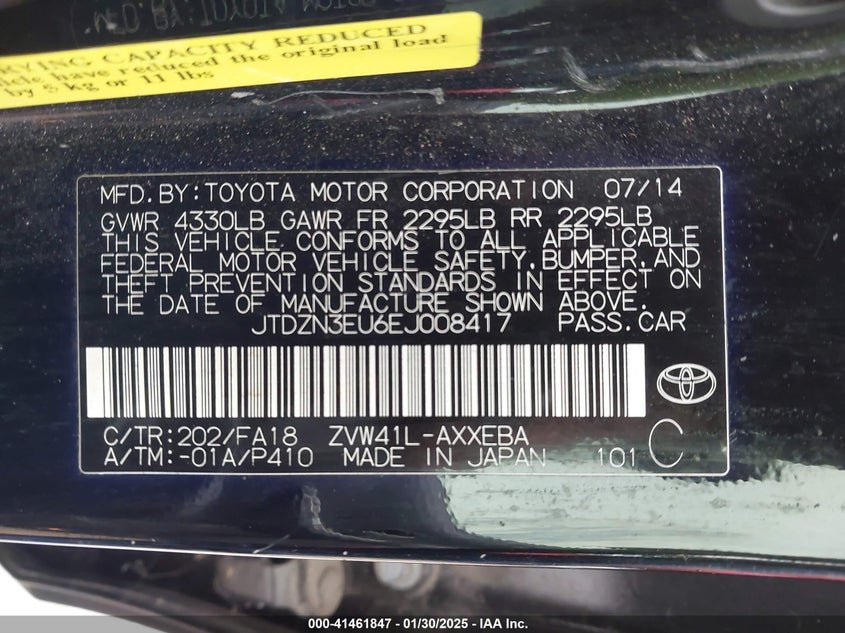 RYING CAPACITY REDUCED
cle have reduced the original load
by 5 kg or 11 lbs
MFD.BY:TOYOTA MOTOR CORPORATION 07/14
GVWR 4330LB GAWR FR 2295LB RR 2295LB
THIS VEHICLE CONFORMS TO ALL APPLICABLE
FEDERAL MOTOR VEHICLE SAFETY,BUMPER,AND
THEFT PREVENTION STANDARDS IN EFFECT ON
THE DATE OF MANUFACTURE SHOWN ABOVE.
JTDZN3EU6EJ008417 PASS.CAR
C/TR:202/FA18 ZVW41L-AXXEBA C
A/TM:-01A/P410 MADE IN JAPAN 101
000-41461847 — 01/30/2025 — IAA Inc.